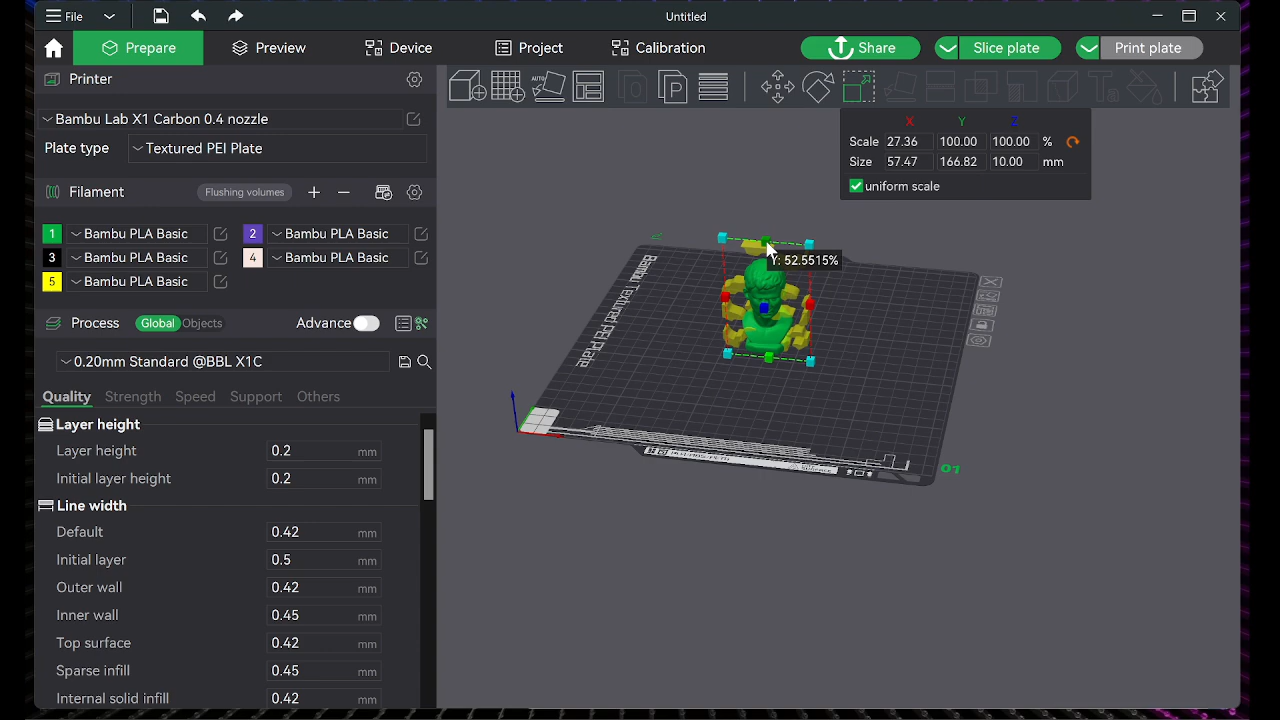 File
Untitled
Prepare
Preview
Device
Project
Calibration
Share
Slice plate
Print plate
Printer
Bambu Lab X1 Carbon 0.4 nozzle
Plate type
Textured PEI Plate
Filament
Flushing volumes
1 Bambu PLA Basic
2 Bambu PLA Basic
3 Bambu PLA Basic
4 Bambu PLA Basic
5 Bambu PLA Basic
Process
Global
Objects
Advance
0.20mm Standard @BBL X1C
Quality
Strength
Speed
Support
Others
Layer height
Layer height 0.2 mm
Initial layer height 0.2 mm
Line width
Default 0.42 mm
Initial layer 0.5 mm
Outer wall 0.42 mm
Inner wall 0.45 mm
Top surface 0.42 mm
Sparse infill 0.45 mm
Internal solid infill 0.42 mm
AUTO
X Y Z
Scale 27.36 100.00 100.00 %
Size 57.47 166.82 10.00 mm
uniform scale
Y: 52.5515%
Bambu Textured PEI Plate
01